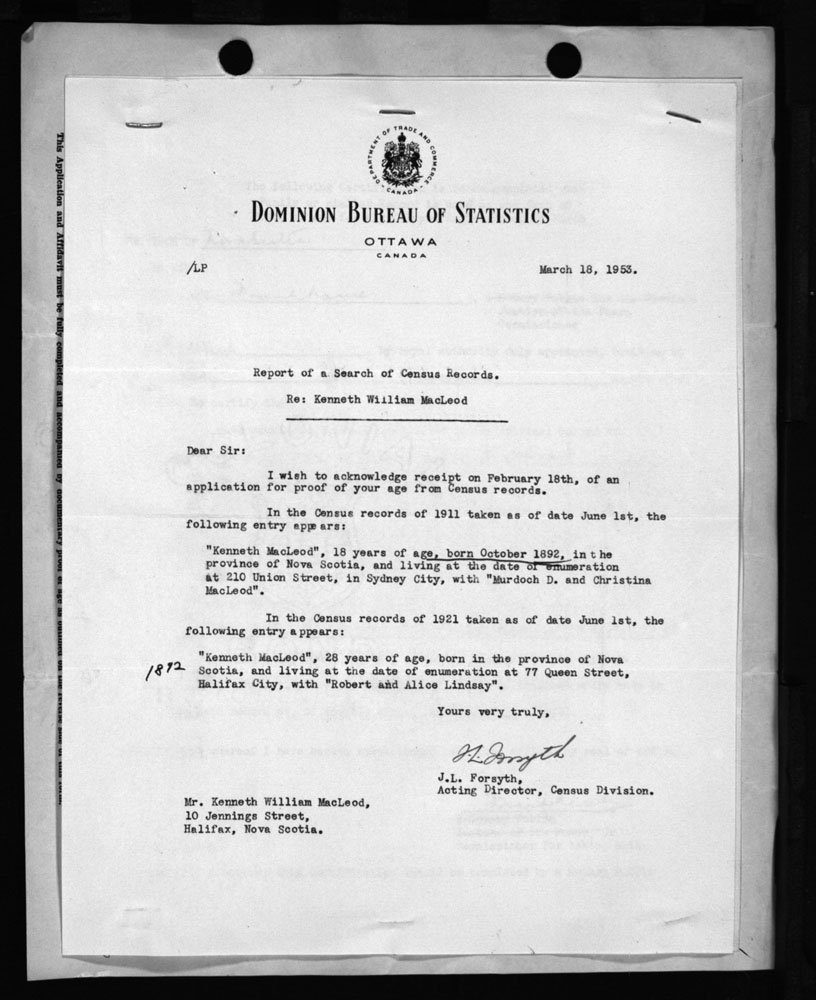 DEPARTMENT OF TRADE AND COMMERCE
CANADA
DOMINION BUREAU OF STATISTICS
OTTAWA
CANADA
/LP
March 18, 1953.
Report of a Search of Census Records.
Re: Kenneth William MacLeod
Dear Sir:
I wish to acknowledge receipt on February 18th, of an
application for proof of your age from Census records.
In the Census records of 1911 taken as of date June 1st, the
following entry appears:
"Kenneth MacLeod", 18 years of age, born October 1892, in the
province of Nova Scotia, and living at the date of enumeration
at 210 Union Street, in Sydney City, with "Murdoch D. and Christina
MacLeod".
In the Census records of 1921 taken as of date June 1st, the
following entry appears:
"Kenneth MacLeod", 28 years of age, born in the province of Nova
1892 Scotia, and living at the date of enumeration at 77 Queen Street,
Halifax City, with "Robert and Alice Lindsay".
Yours very truly,
J.L. Forsyth
J.L. Forsyth,
Acting Director, Census Division.
Mr. Kenneth William MacLeod,
10 Jennings Street,
Halifax, Nova Scotia.
This Application and Affidavit must be fully completed and accompanied by documentary proof of age as